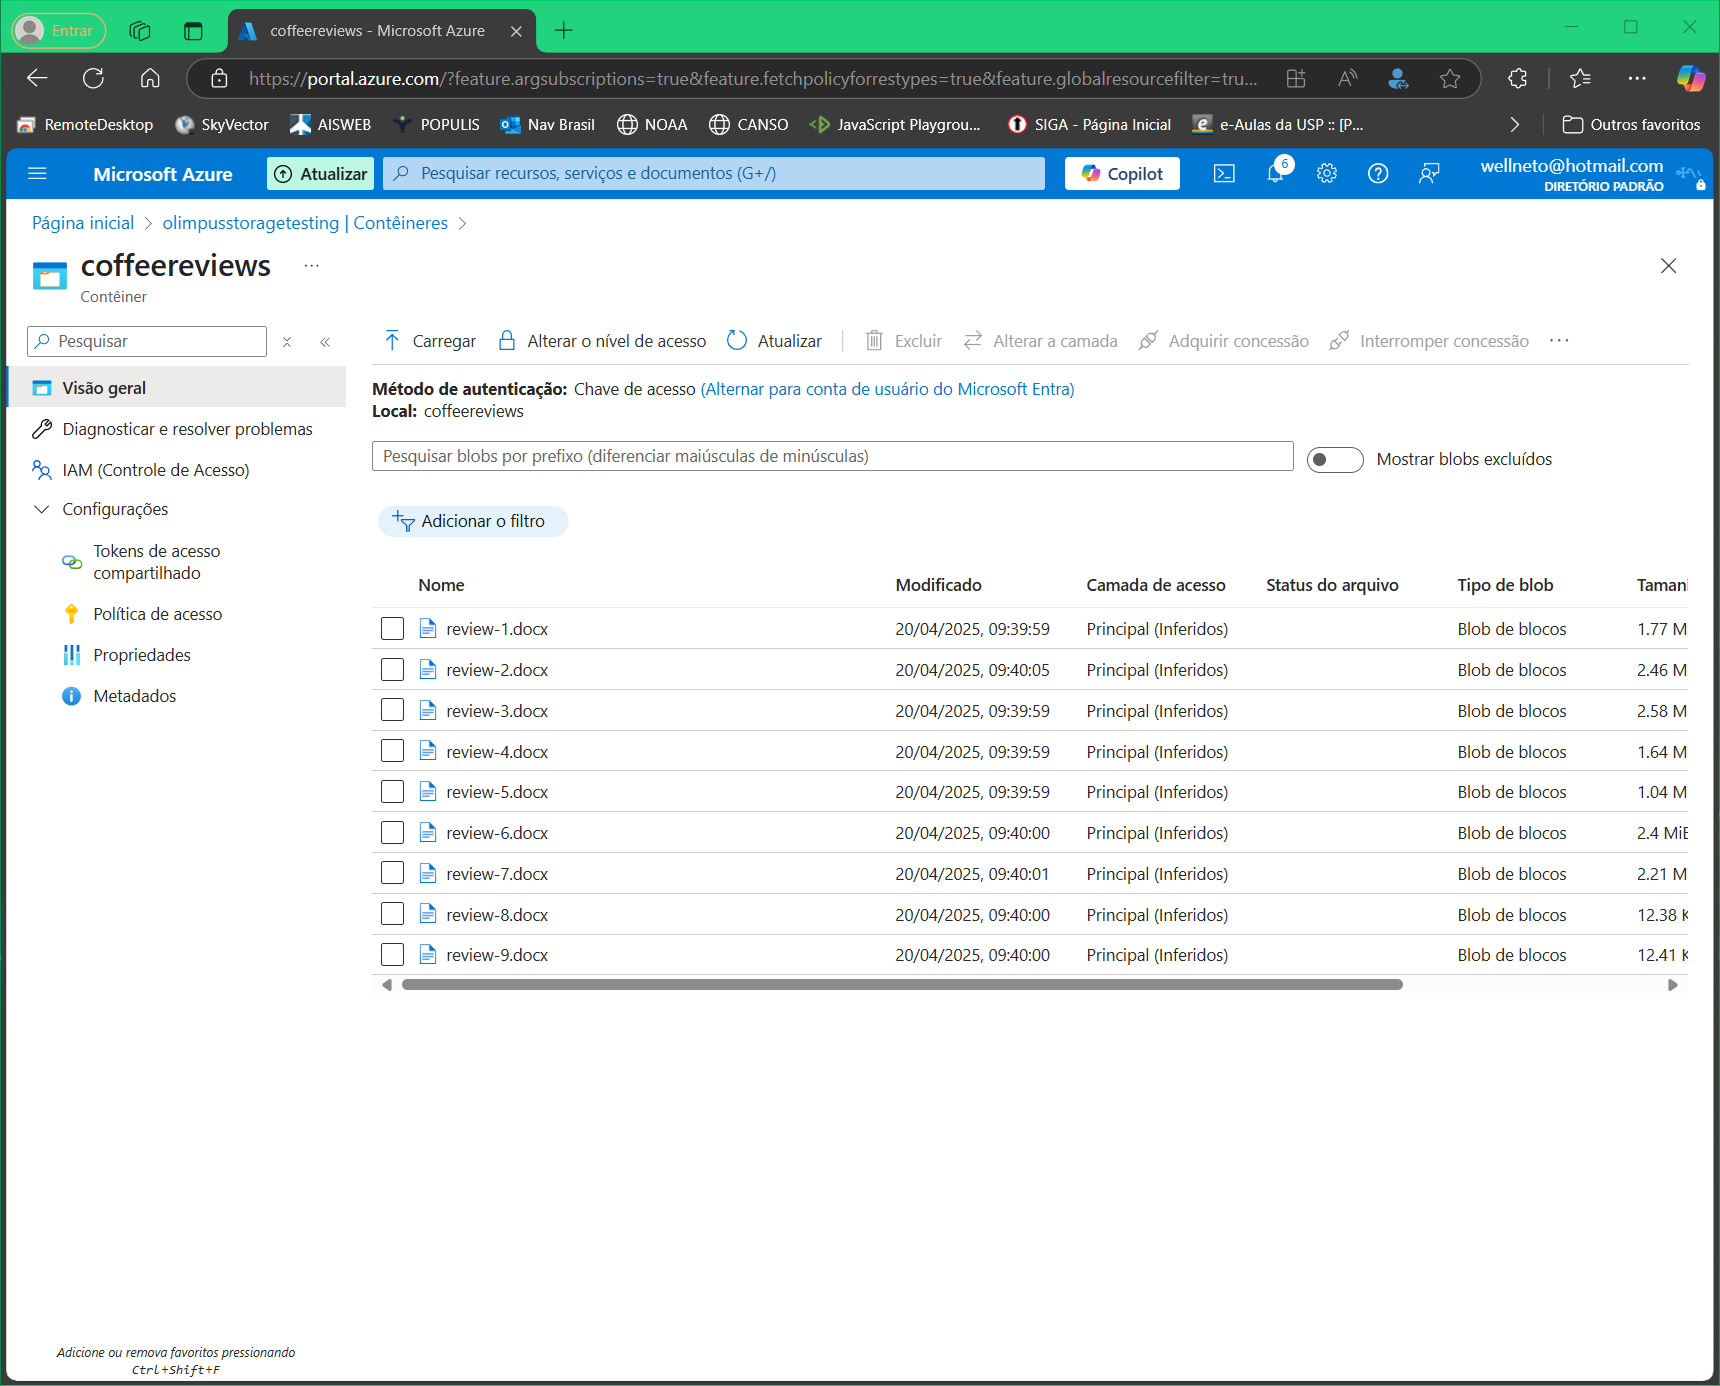 Entrar
coffeereviews - Microsoft Azure
https://portal.azure.com/?feature.argsubscriptions=true&feature.fetchpolicyforrestypes=true&feature.globalresourcefilter=tru...
RemoteDesktop SkyVector AISWEB POPULIS Nav Brasil NOAA CANSO JavaScript Playgrou... SIGA - Página Inicial e-Aulas da USP :: [P... Outros favoritos
Microsoft Azure Atualizar Pesquisar recursos, serviços e documentos (G+/) Copilot 6 wellneto@hotmail.com
DIRETÓRIO PADRÃO
Página inicial > olimpusstoragetesting | Contêineres >
coffeereviews ...
Contêiner
Pesquisar
Carregar Alterar o nível de acesso Atualizar Excluir Alterar a camada Adquirir concessão Interromper concessão ...
Visão geral
Diagnosticar e resolver problemas
IAM (Controle de Acesso)
Configurações
Tokens de acesso
compartilhado
Política de acesso
Propriedades
Metadados
Método de autenticação: Chave de acesso (Alternar para conta de usuário do Microsoft Entra)
Local: coffeereviews
Pesquisar blobs por prefixo (diferenciar maiúsculas de minúsculas)
Mostrar blobs excluídos
Adicionar o filtro
Nome Modificado Camada de acesso Status do arquivo Tipo de blob Taman
review-1.docx 20/04/2025, 09:39:59 Principal (Inferidos) Blob de blocos 1.77 M
review-2.docx 20/04/2025, 09:40:05 Principal (Inferidos) Blob de blocos 2.46 M
review-3.docx 20/04/2025, 09:39:59 Principal (Inferidos) Blob de blocos 2.58 M
review-4.docx 20/04/2025, 09:39:59 Principal (Inferidos) Blob de blocos 1.64 M
review-5.docx 20/04/2025, 09:39:59 Principal (Inferidos) Blob de blocos 1.04 M
review-6.docx 20/04/2025, 09:40:00 Principal (Inferidos) Blob de blocos 2.4 MiB
review-7.docx 20/04/2025, 09:40:01 Principal (Inferidos) Blob de blocos 2.21 M
review-8.docx 20/04/2025, 09:40:00 Principal (Inferidos) Blob de blocos 12.38 K
review-9.docx 20/04/2025, 09:40:00 Principal (Inferidos) Blob de blocos 12.41 K
Adicione ou remova favoritos pressionando
Ctrl+Shift+F